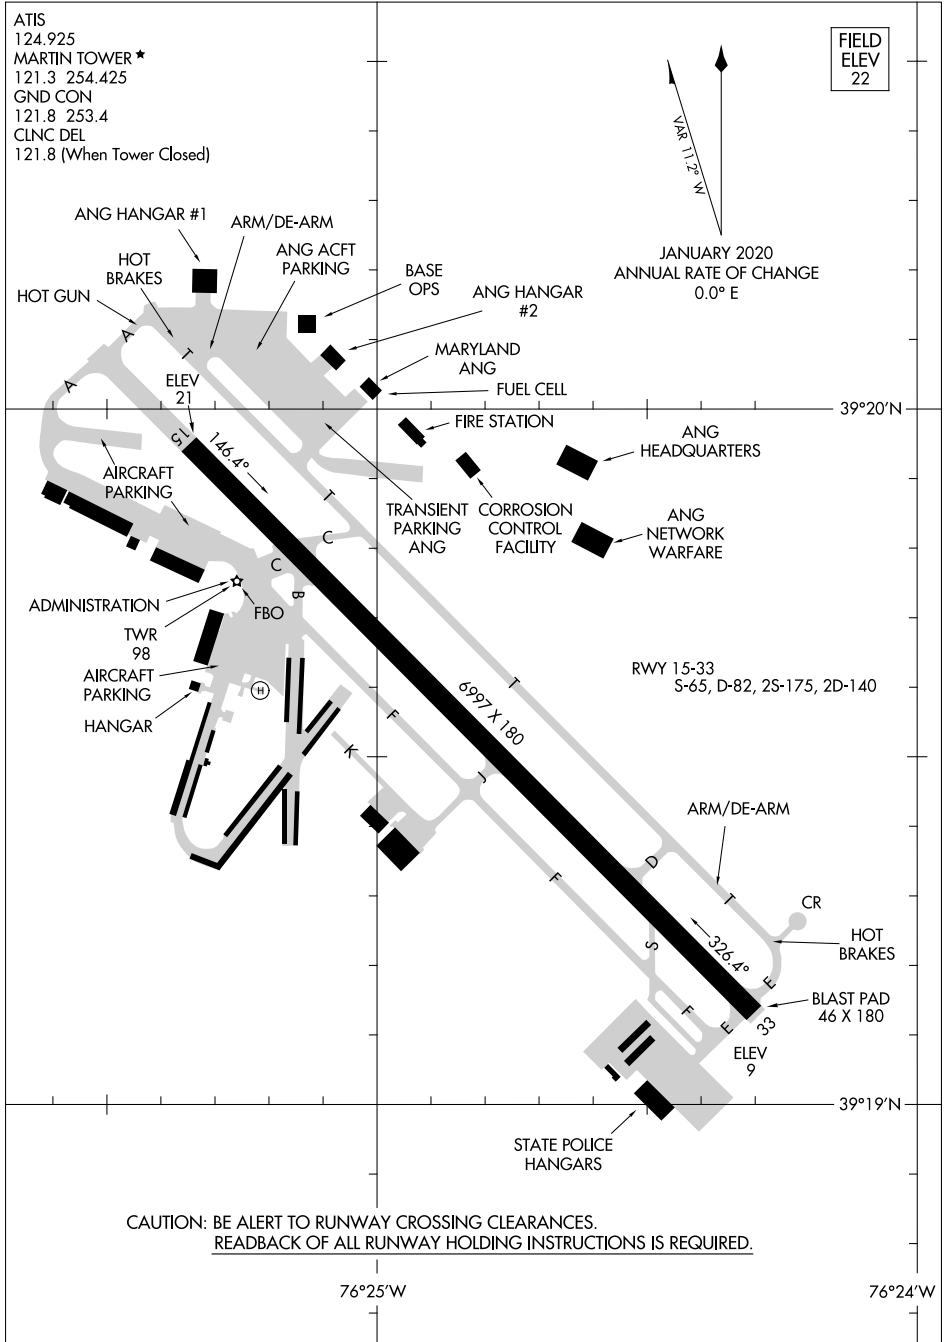 ATIS
124.925
MARTIN TOWER ★
121.3 254.425
GND CON
121.8 253.4
CLNC DEL
121.8 (When Tower Closed)
FIELD
ELEV
22
VAR 11.2° W
JANUARY 2020
ANNUAL RATE OF CHANGE
0.0° E
ANG HANGAR #1
ARM/DE-ARM
HOT
BRAKES
ANG ACFT
PARKING
HOT GUN
BASE
OPS
ANG HANGAR
#2
MARYLAND
ANG
FUEL CELL
A
A
T
ELEV
21
39°20'N
FIRE STATION
ANG
HEADQUARTERS
15
146.4°
AIRCRAFT
PARKING
T
TRANSIENT
PARKING
ANG
CORROSION
CONTROL
FACILITY
ANG
NETWORK
WARFARE
C
C
B
ADMINISTRATION
FBO
TWR
98
AIRCRAFT
PARKING
H
HANGAR
RWY 15-33
S-65, D-82, 2S-175, 2D-140
T
6997 X 180
F
K
J
ARM/DE-ARM
D
F
T
CR
S
326.4°
HOT
BRAKES
E
BLAST PAD
46 X 180
F
E
33
ELEV
9
39°19'N
STATE POLICE
HANGARS
CAUTION: BE ALERT TO RUNWAY CROSSING CLEARANCES.
READBACK OF ALL RUNWAY HOLDING INSTRUCTIONS IS REQUIRED.
76°25'W
76°24'W